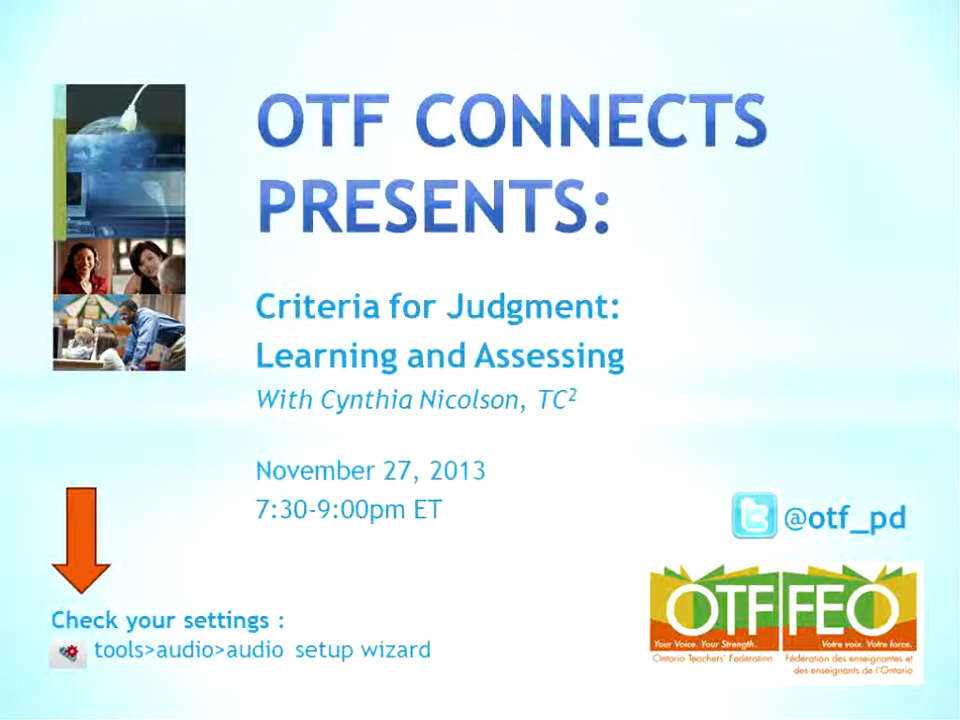 OTF CONNECTS
PRESENTS:
Criteria for Judgment:
Learning and Assessing
With Cynthia Nicolson, TC²
November 27, 2013
7:30-9:00pm ET
@otf_pd
Check your settings :
tools>audio>audio setup wizard
OTF FEO
Your Voice. Your Strength. Votre voix. Votre force.
Ontario Teachers' Federation
Fédération des enseignantes et
des enseignants de l'Ontario